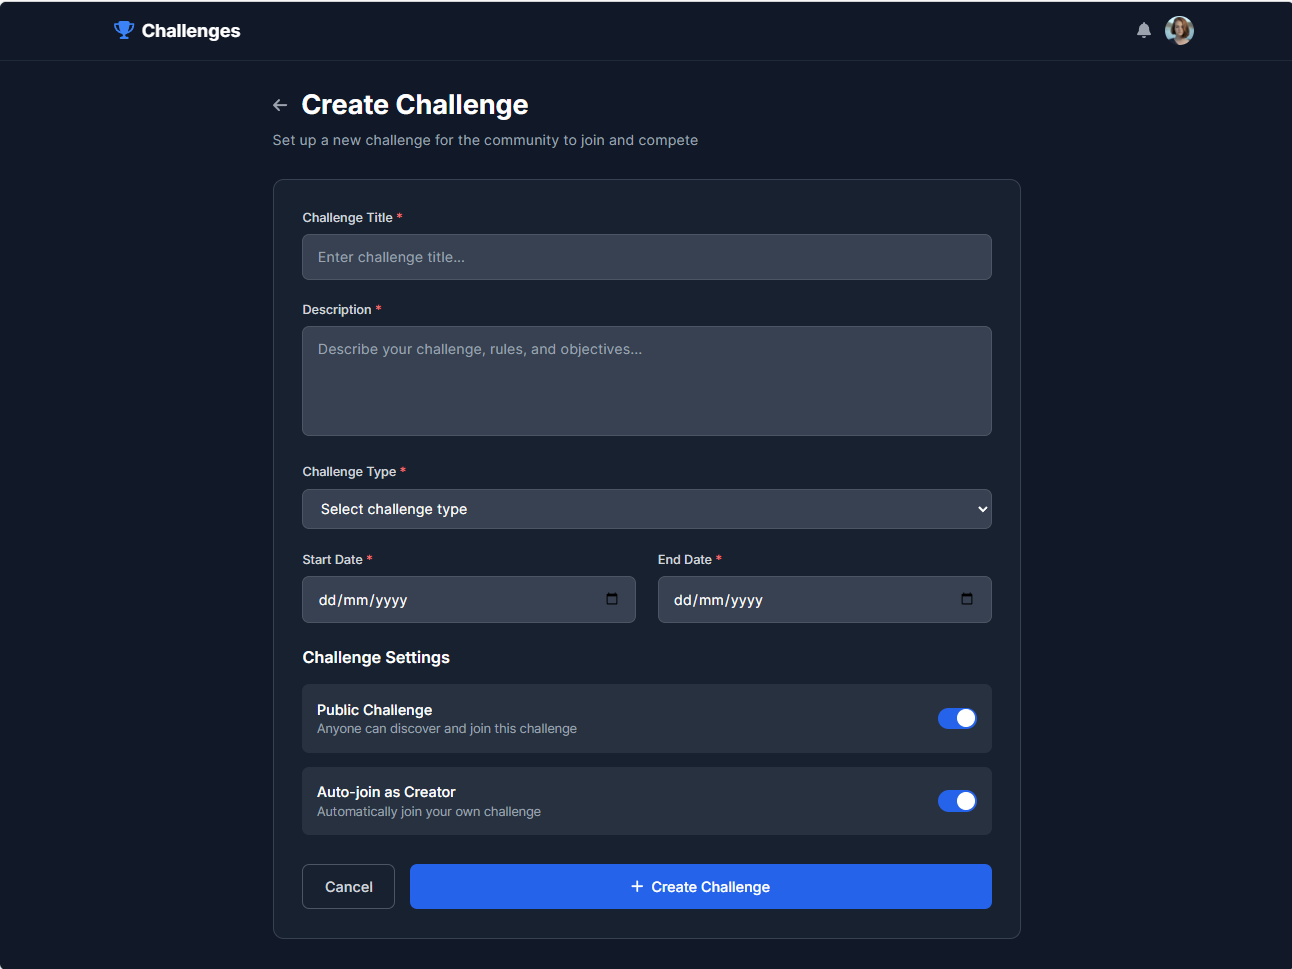 Challenges
Create Challenge
Set up a new challenge for the community to join and compete
Challenge Title *
Enter challenge title...
Description *
Describe your challenge, rules, and objectives...
Challenge Type *
Select challenge type
Start Date *
End Date *
dd/mm/yyyy
dd/mm/yyyy
Challenge Settings
Public Challenge
Anyone can discover and join this challenge
Auto-join as Creator
Automatically join your own challenge
Cancel
+ Create Challenge